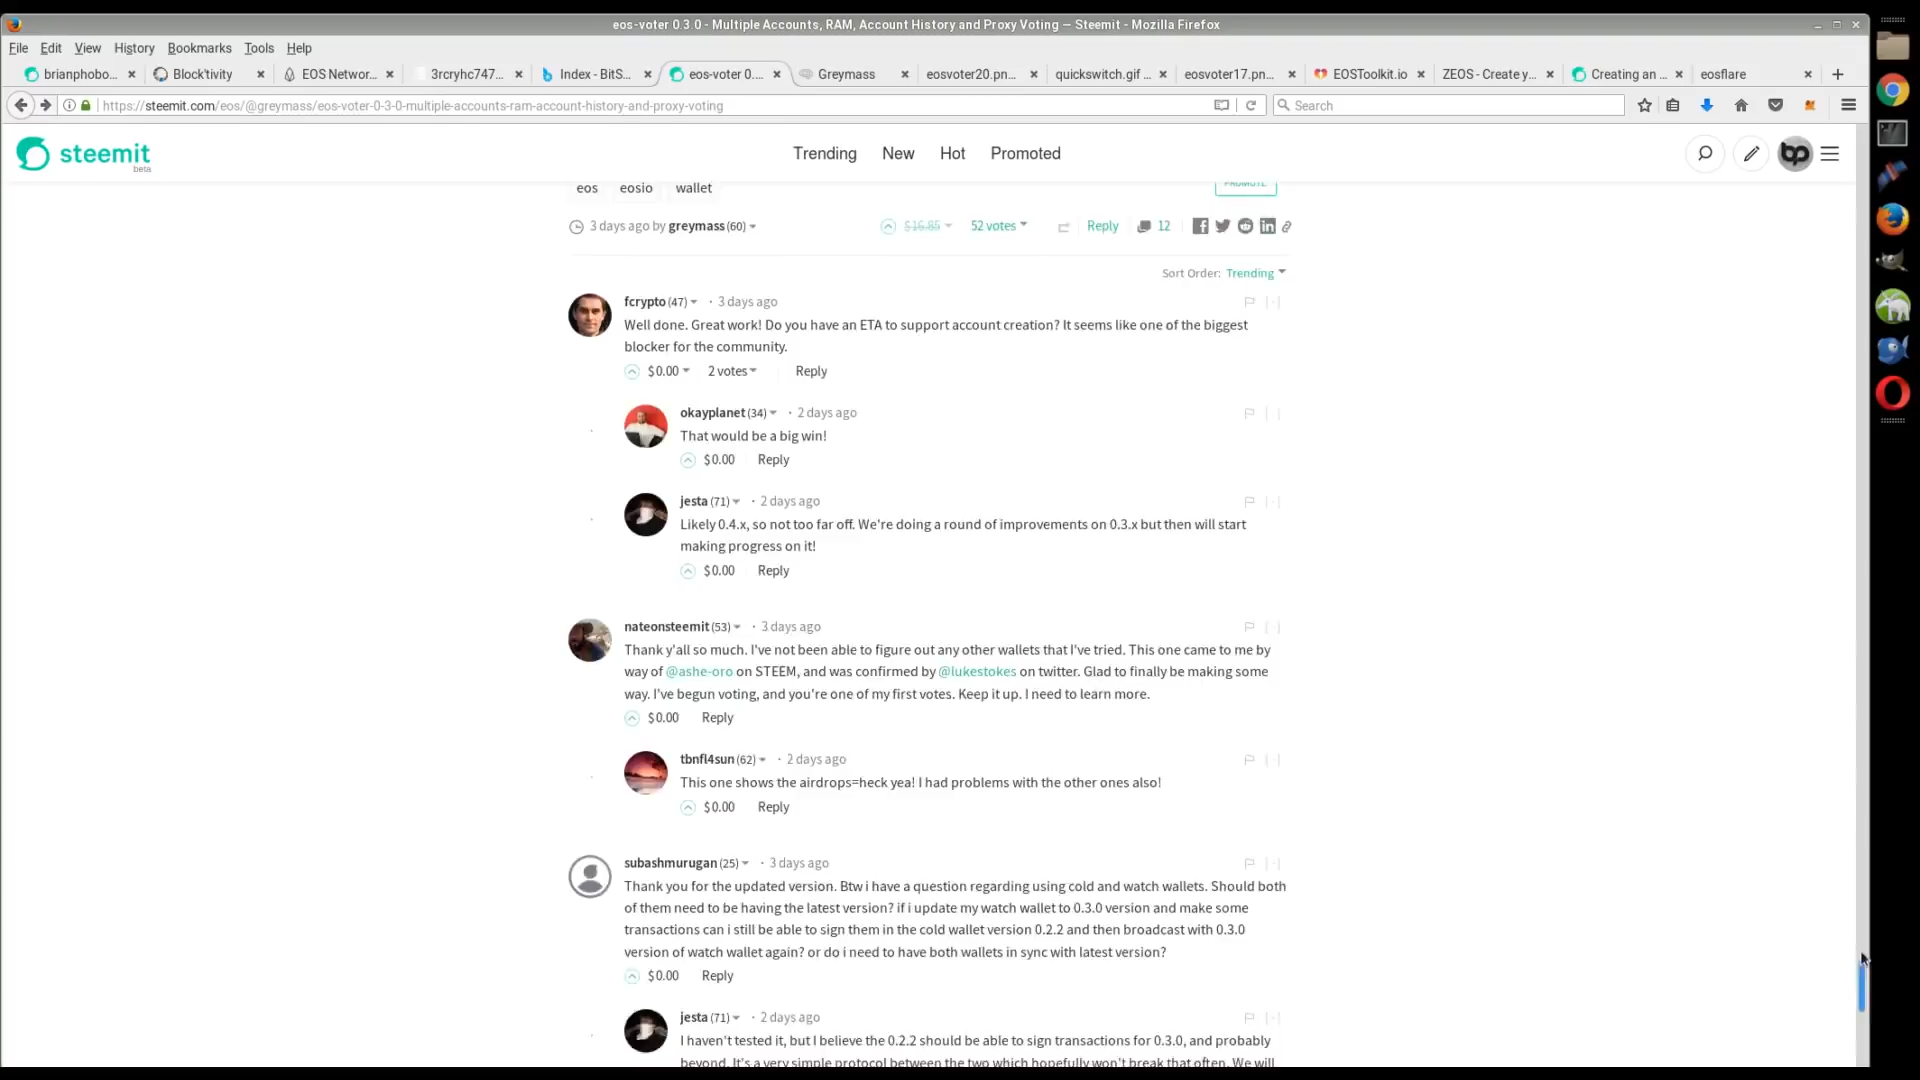 eos-voter 0.3.0 - Multiple Accounts, RAM, Account History and Proxy Voting — Steemit - Mozilla Firefox
File Edit View History Bookmarks Tools Help
brianphobo... Block'tivity EOS Networ... 3rcryhc747... Index - BitS... eos-voter 0.... Greymass eosvoter20.pn... quickswitch.gif ... eosvoter17.pn... EOSToolkit.io ZEOS - Create y... Creating an ... eosflare
https://steemit.com/eos/@greymass/eos-voter-0-3-0-multiple-accounts-ram-account-history-and-proxy-voting Search
steemit
beta
Trending New Hot Promoted
bp
eos eosio wallet PROMOTE
3 days ago by greymass (60) $16.85 52 votes Reply 12
Sort Order: Trending
fcrypto (47) · 3 days ago
Well done. Great work! Do you have an ETA to support account creation? It seems like one of the biggest
blocker for the community.
$0.00 2 votes Reply
okayplanet (34) · 2 days ago
That would be a big win!
$0.00 Reply
jesta (71) · 2 days ago
Likely 0.4.x, so not too far off. We're doing a round of improvements on 0.3.x but then will start
making progress on it!
$0.00 Reply
nateonsteemit (53) · 3 days ago
Thank y'all so much. I've not been able to figure out any other wallets that I've tried. This one came to me by
way of @ashe-oro on STEEM, and was confirmed by @lukestokes on twitter. Glad to finally be making some
way. I've begun voting, and you're one of my first votes. Keep it up. I need to learn more.
$0.00 Reply
tbnfl4sun (62) · 2 days ago
This one shows the airdrops=heck yea! I had problems with the other ones also!
$0.00 Reply
subashmurugan (25) · 3 days ago
Thank you for the updated version. Btw i have a question regarding using cold and watch wallets. Should both
of them need to be having the latest version? if i update my watch wallet to 0.3.0 version and make some
transactions can i still be able to sign them in the cold wallet version 0.2.2 and then broadcast with 0.3.0
version of watch wallet again? or do i need to have both wallets in sync with latest version?
$0.00 Reply
jesta (71) · 2 days ago
I haven't tested it, but I believe the 0.2.2 should be able to sign transactions for 0.3.0, and probably
beyond. It's a very simple protocol between the two which hopefully won't break that often. We will